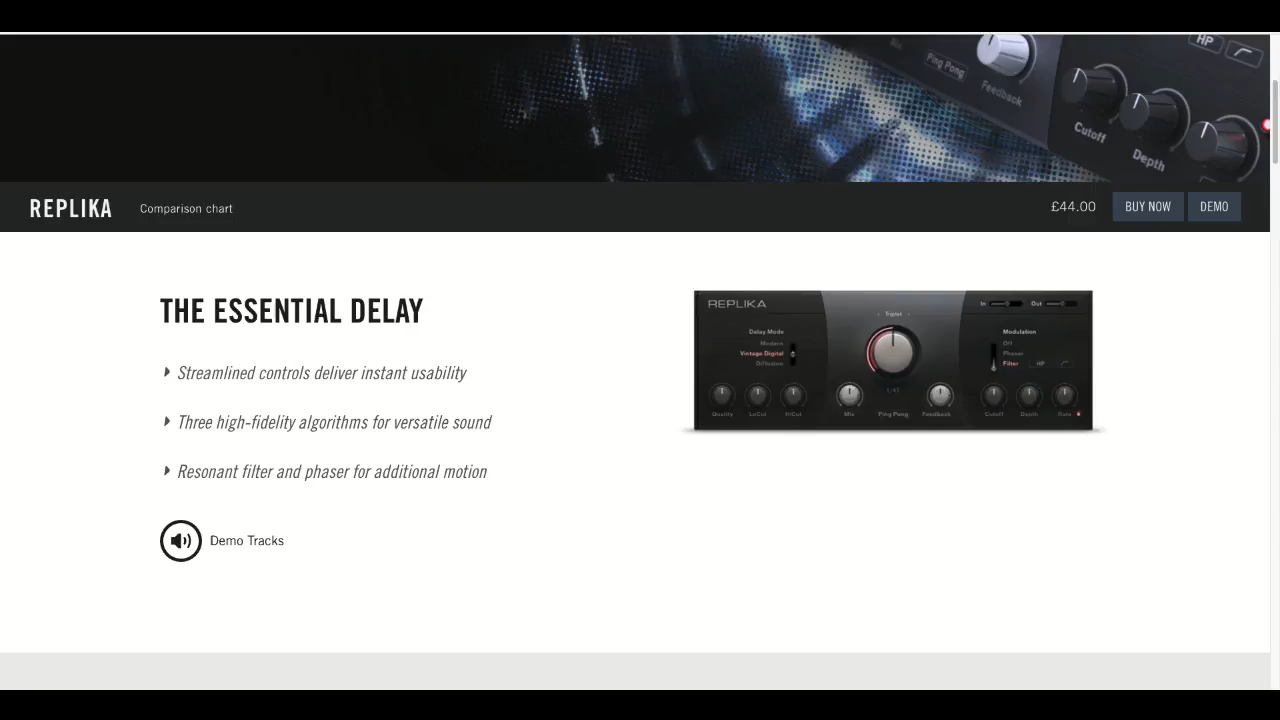 HP
Ping Pong
Feedback
Cutoff
Depth
REPLIKA
Comparison chart
£44.00
BUY NOW
DEMO
THE ESSENTIAL DELAY
Streamlined controls deliver instant usability
Three high-fidelity algorithms for versatile sound
Resonant filter and phaser for additional motion
Demo Tracks
REPLIKA
Triplet
In
Out
Delay Mode
Modern
Vintage Digital
Diffusion
Modulation
Off
Phaser
Filter
HP
Quality
LoCut
HiCut
Mix
Ping Pong
Feedback
Cutoff
Depth
Rate